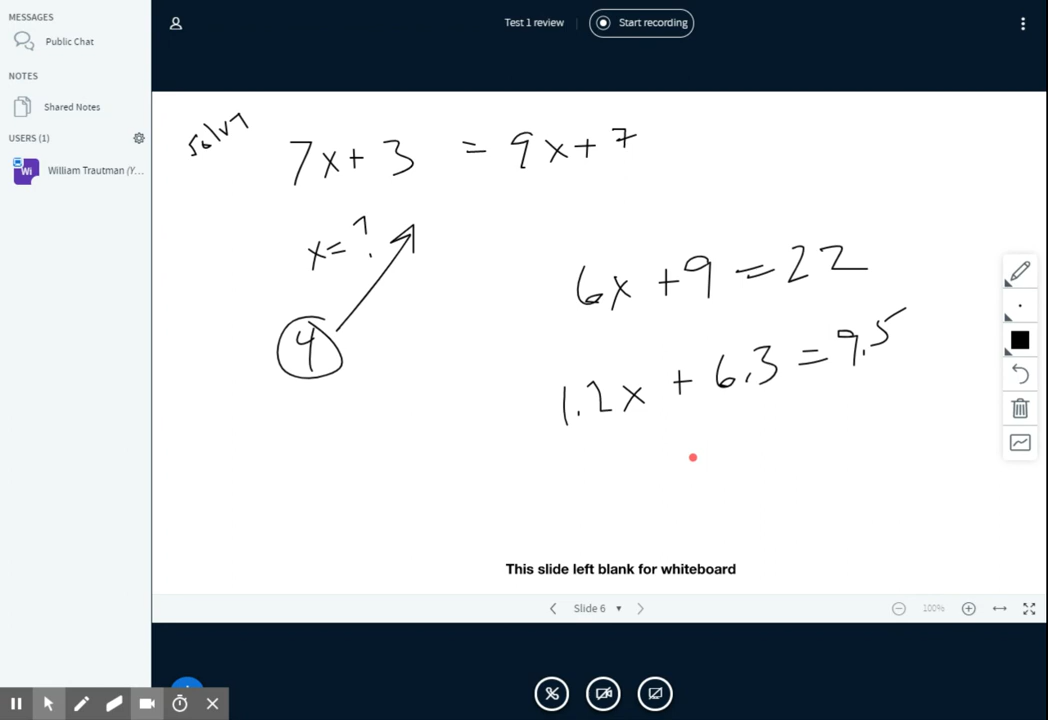 MESSAGES
Public Chat
NOTES
Shared Notes
USERS (1)
Wi
William Trautman (Y...
Test 1 review
Start recording
solv
7x + 3 = 9x + 7
x = ?
4
6x + 9 = 22
1.2x + 6.3 = 9.5
This slide left blank for whiteboard
Slide 6
100%